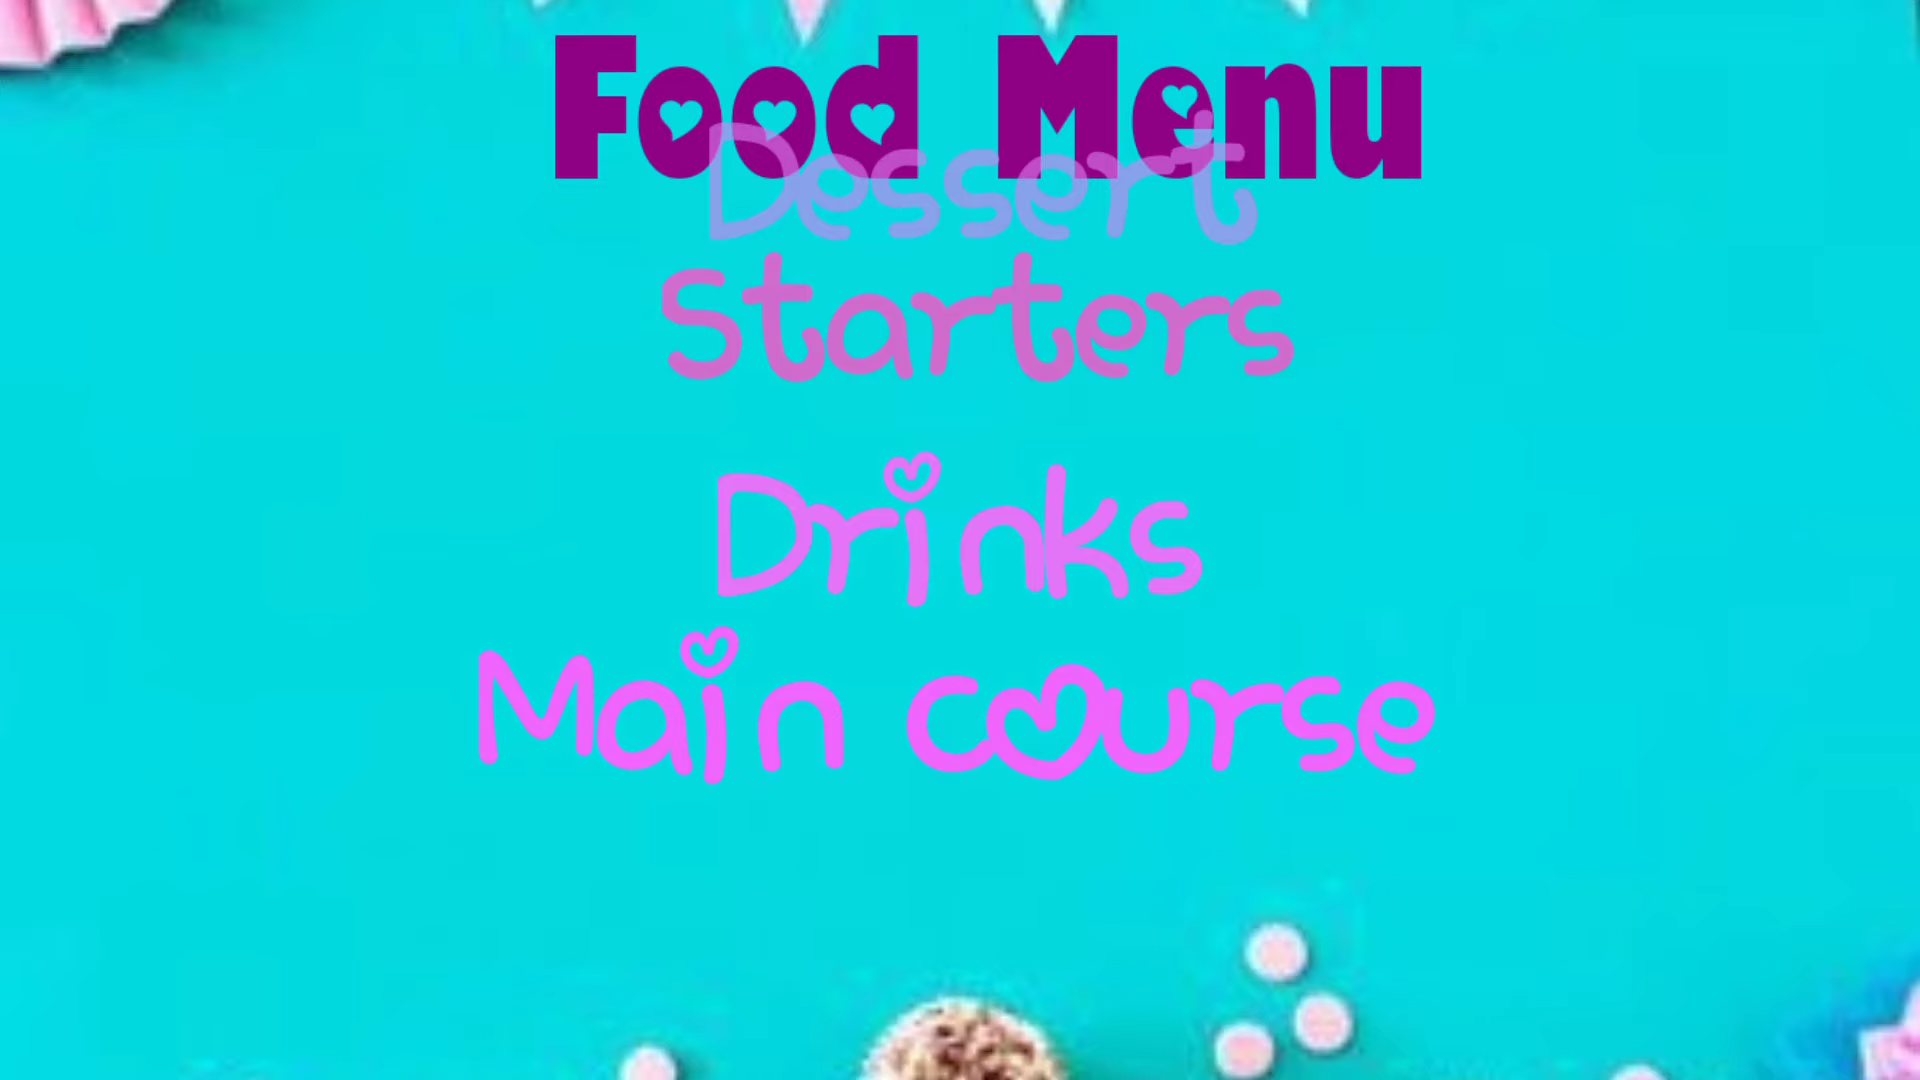 Food Menu
Dessert
Starters
Drinks
Main course